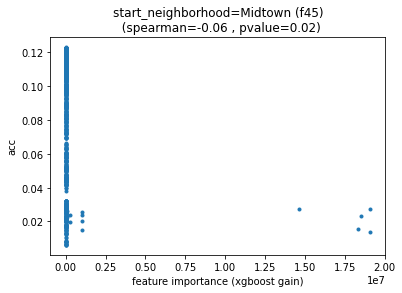 start_neighborhood=Midtown (f45)
(spearman=-0.06 , pvalue=0.02)
0.12
0.10
0.08
0.06
0.04
0.02
acc
0.00 0.25 0.50 0.75 1.00 1.25 1.50 1.75 2.00
1e7
feature importance (xgboost gain)